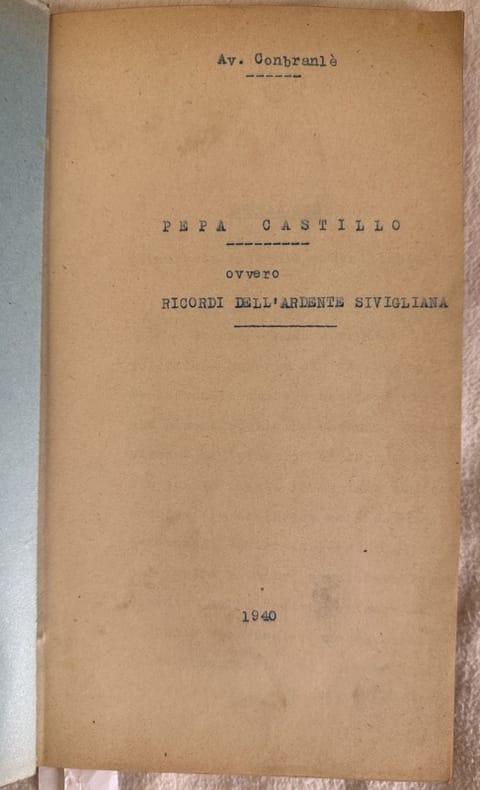 Av. Conbranlè
PEPA CASTILLO
ovvero
RICORDI DELL'ARDENTE SIVIGLIANA
1940